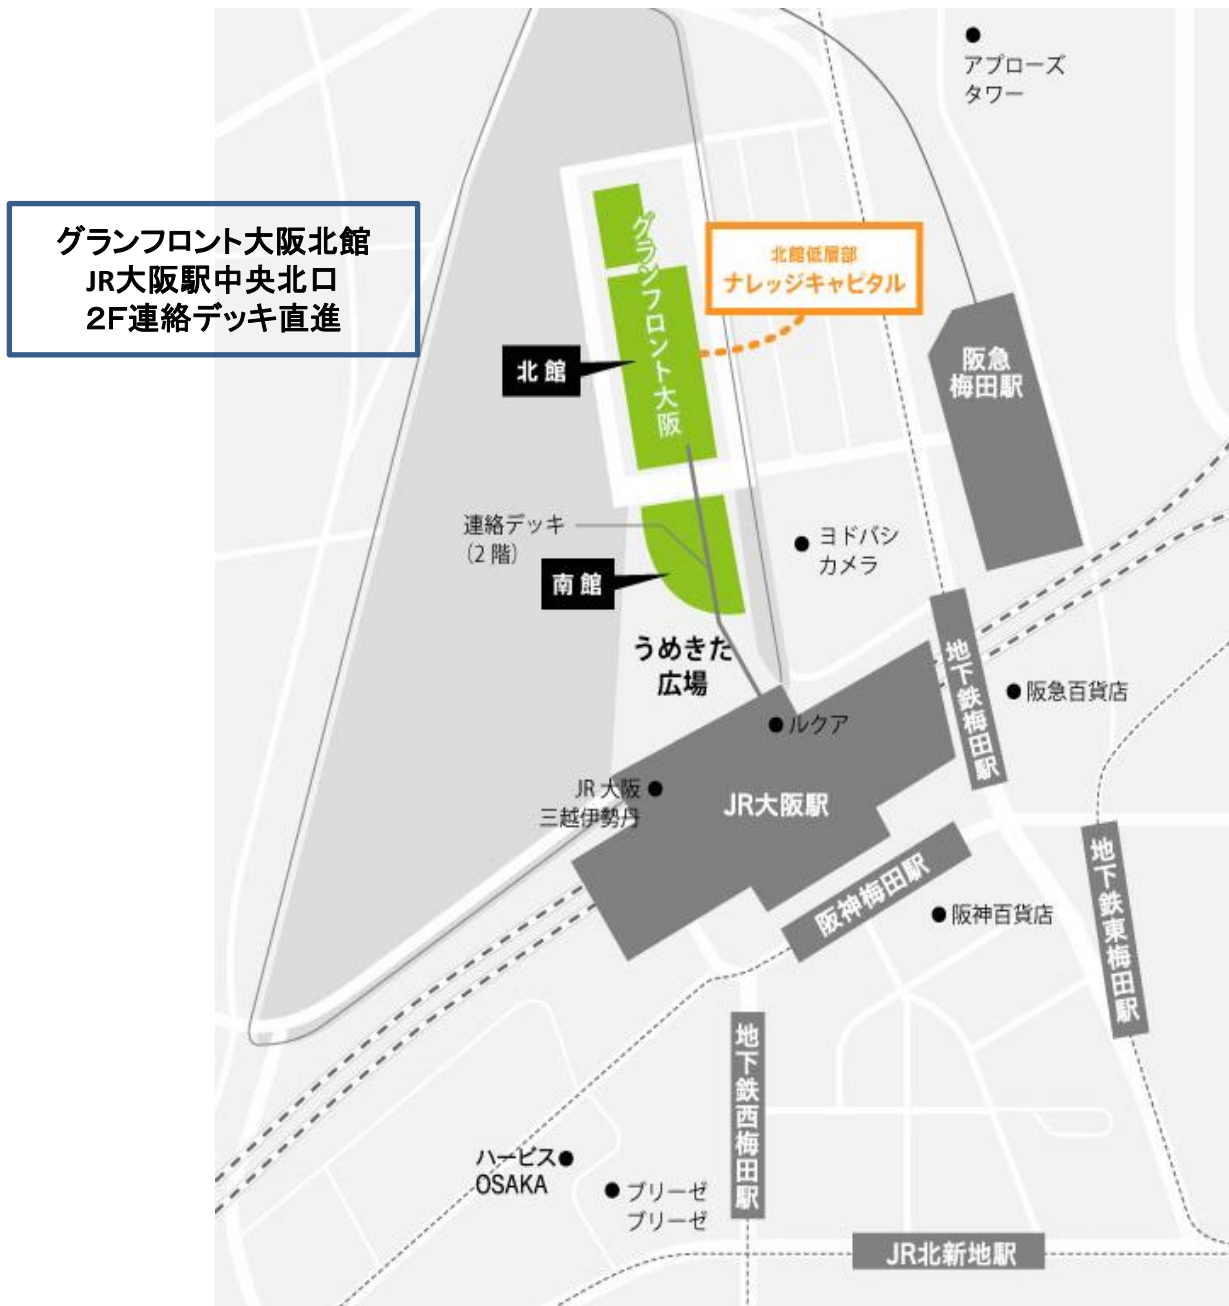 アプローズ
タワー
グランフロント大阪北館
JR大阪駅中央北口
2F連絡デッキ直進
グランフロント大阪
北館低層部
ナレッジキャピタル
北館
阪急
梅田駅
連絡デッキ
(2 階)
南館
ヨドバシ
カメラ
うめきた
広場
地下鉄梅田駅
阪急百貨店
ルクア
JR 大阪
三越伊勢丹
JR大阪駅
阪神梅田駅
阪神百貨店
地下鉄東梅田駅
地下鉄西梅田駅
ハービス
OSAKA
ブリーゼ
ブリーゼ
JR北新地駅